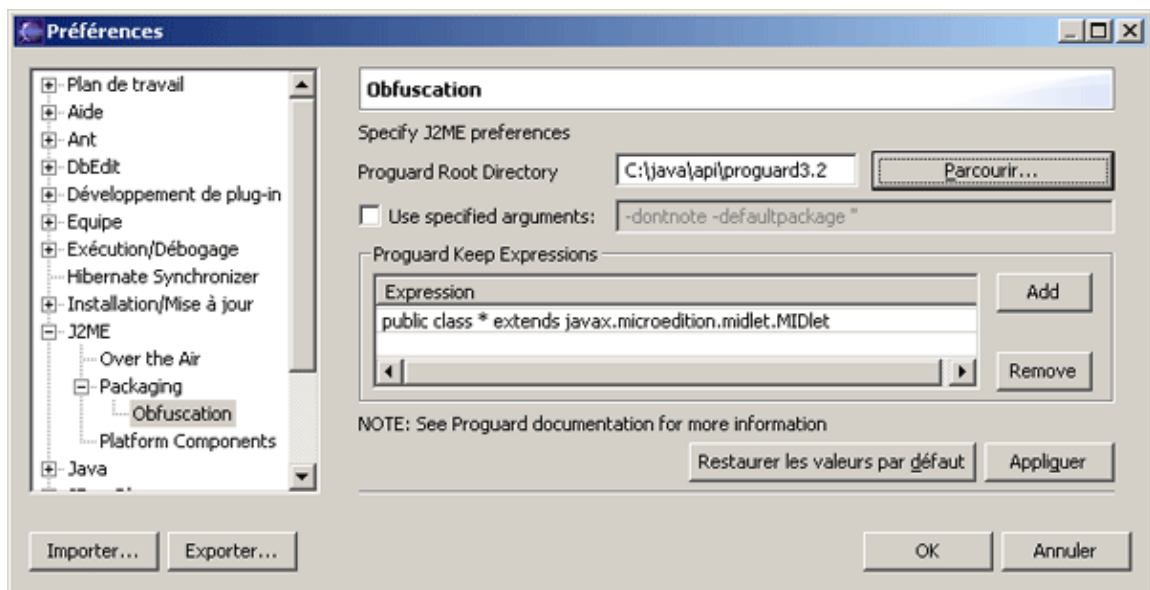 Préférences
Plan de travail
Aide
Ant
DbEdit
Développement de plug-in
Equipe
Exécution/Débogage
Hibernate Synchronizer
Installation/Mise à jour
J2ME
Over the Air
Packaging
Obfuscation
Platform Components
Java
Obfuscation
Specify J2ME preferences
Proguard Root Directory C:\java\api\proguard3.2 Parcourir...
Use specified arguments: -dontnote -defaultpackage "
Proguard Keep Expressions
Expression
public class * extends javax.microedition.midlet.MIDlet
Add
Remove
NOTE: See Proguard documentation for more information
Restaurer les valeurs par défaut Appliquer
Importer... Exporter... OK Annuler